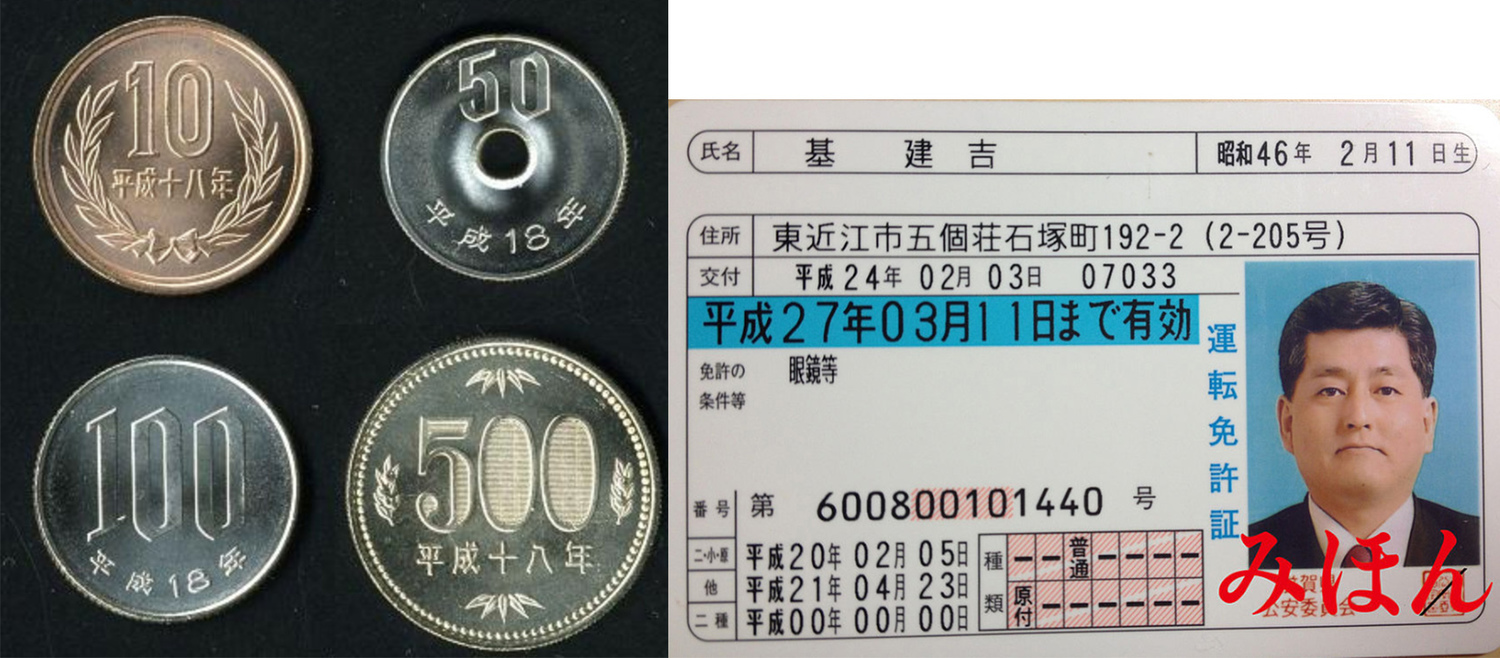 10
平成十八年
50
平成18年
100
平成18年
500
平成十八年
氏名 基 建吉 昭和46年 2月11日生
住所 東近江市五個荘石塚町192-2 (2-205号)
交付 平成24年 02月 03日 07033
平成27年03月11日まで有効
免許の 眼鏡等
条件等
運転免許証
番号 第 600800101440 号
二・小・原 平成20年 02月 05日
他 平成21年 04月 23日
二種 平成00年 00月 00日
種類 普通 原付
みほん
公安委員会